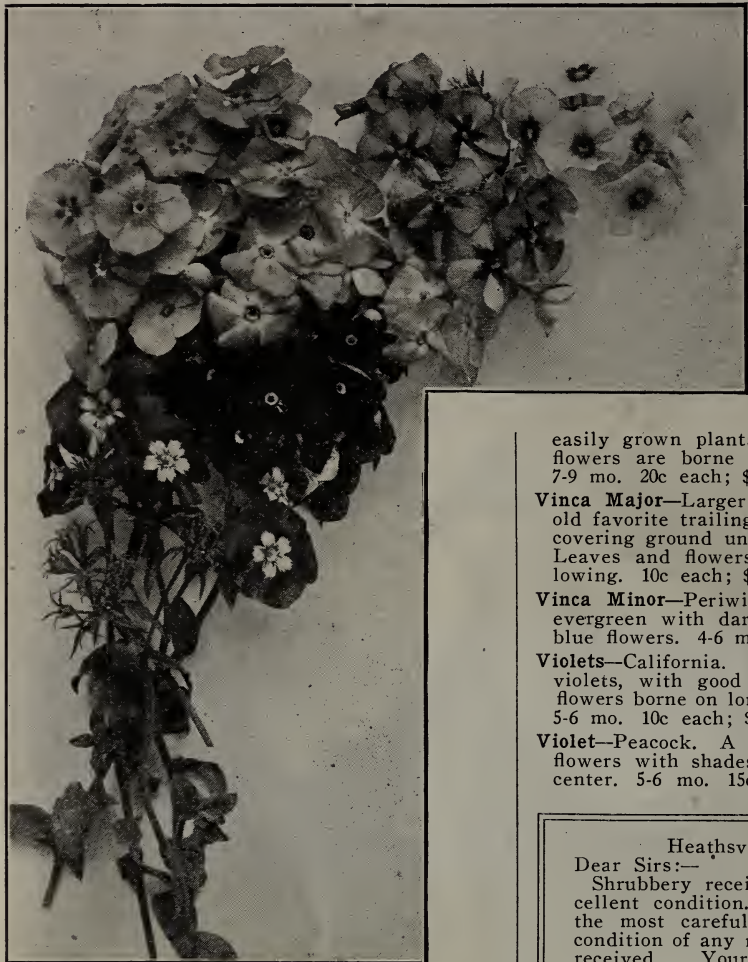 easily grown plant.
flowers are borne
7-9 mo. 20c each; $
Vinca Major—Larger
old favorite trailing
covering ground un
Leaves and flowers
lowing. 10c each; $
Vinca Minor—Periwi
evergreen with dar
blue flowers. 4-6 m
Violets—California.
violets, with good
flowers borne on lon
5-6 mo. 10c each; $
Violet—Peacock. A
flowers with shades
center. 5-6 mo. 15c
Heathsv
Dear Sirs:—
Shrubbery recei
cellent condition.
the most careful
condition of any
received. Your